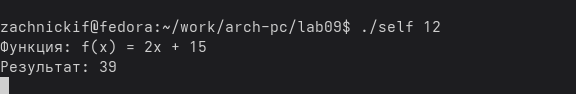 zachnickif@fedora:~/work/arch-pc/lab09$ ./self 12
Функция: f(x) = 2x + 15
Результат: 39